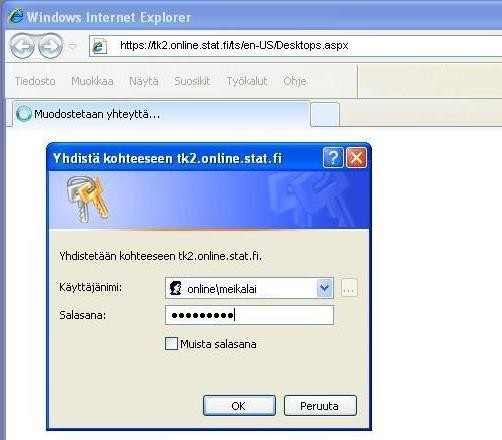 Windows Internet Explorer
https://tk2.online.stat.fi/ts/en-US/Desktops.aspx
Tiedosto Muokkaa Näytä Suosikit Työkalut Ohje
Muodostetaan yhteyttä...
Yhdistä kohteeseen tk2.online.stat.fi
Yhdistetään kohteeseen tk2.online.stat.fi.
Käyttäjänimi: online\meikalai
Salasana: •••••••••
Muista salasana
OK Peruuta